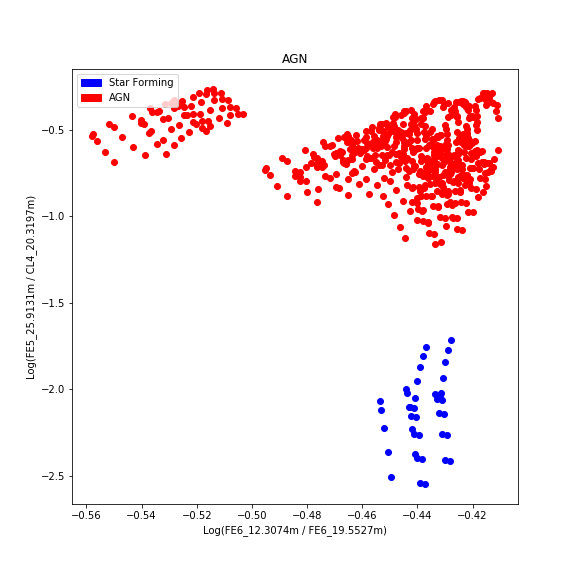 AGN
Star Forming
AGN
−0.5
−1.0
−1.5
−2.0
−2.5
Log(FE5_25.9131m / CL4_20.3197m)
−0.56 −0.54 −0.52 −0.50 −0.48 −0.46 −0.44 −0.42
Log(FE6_12.3074m / FE6_19.5527m)